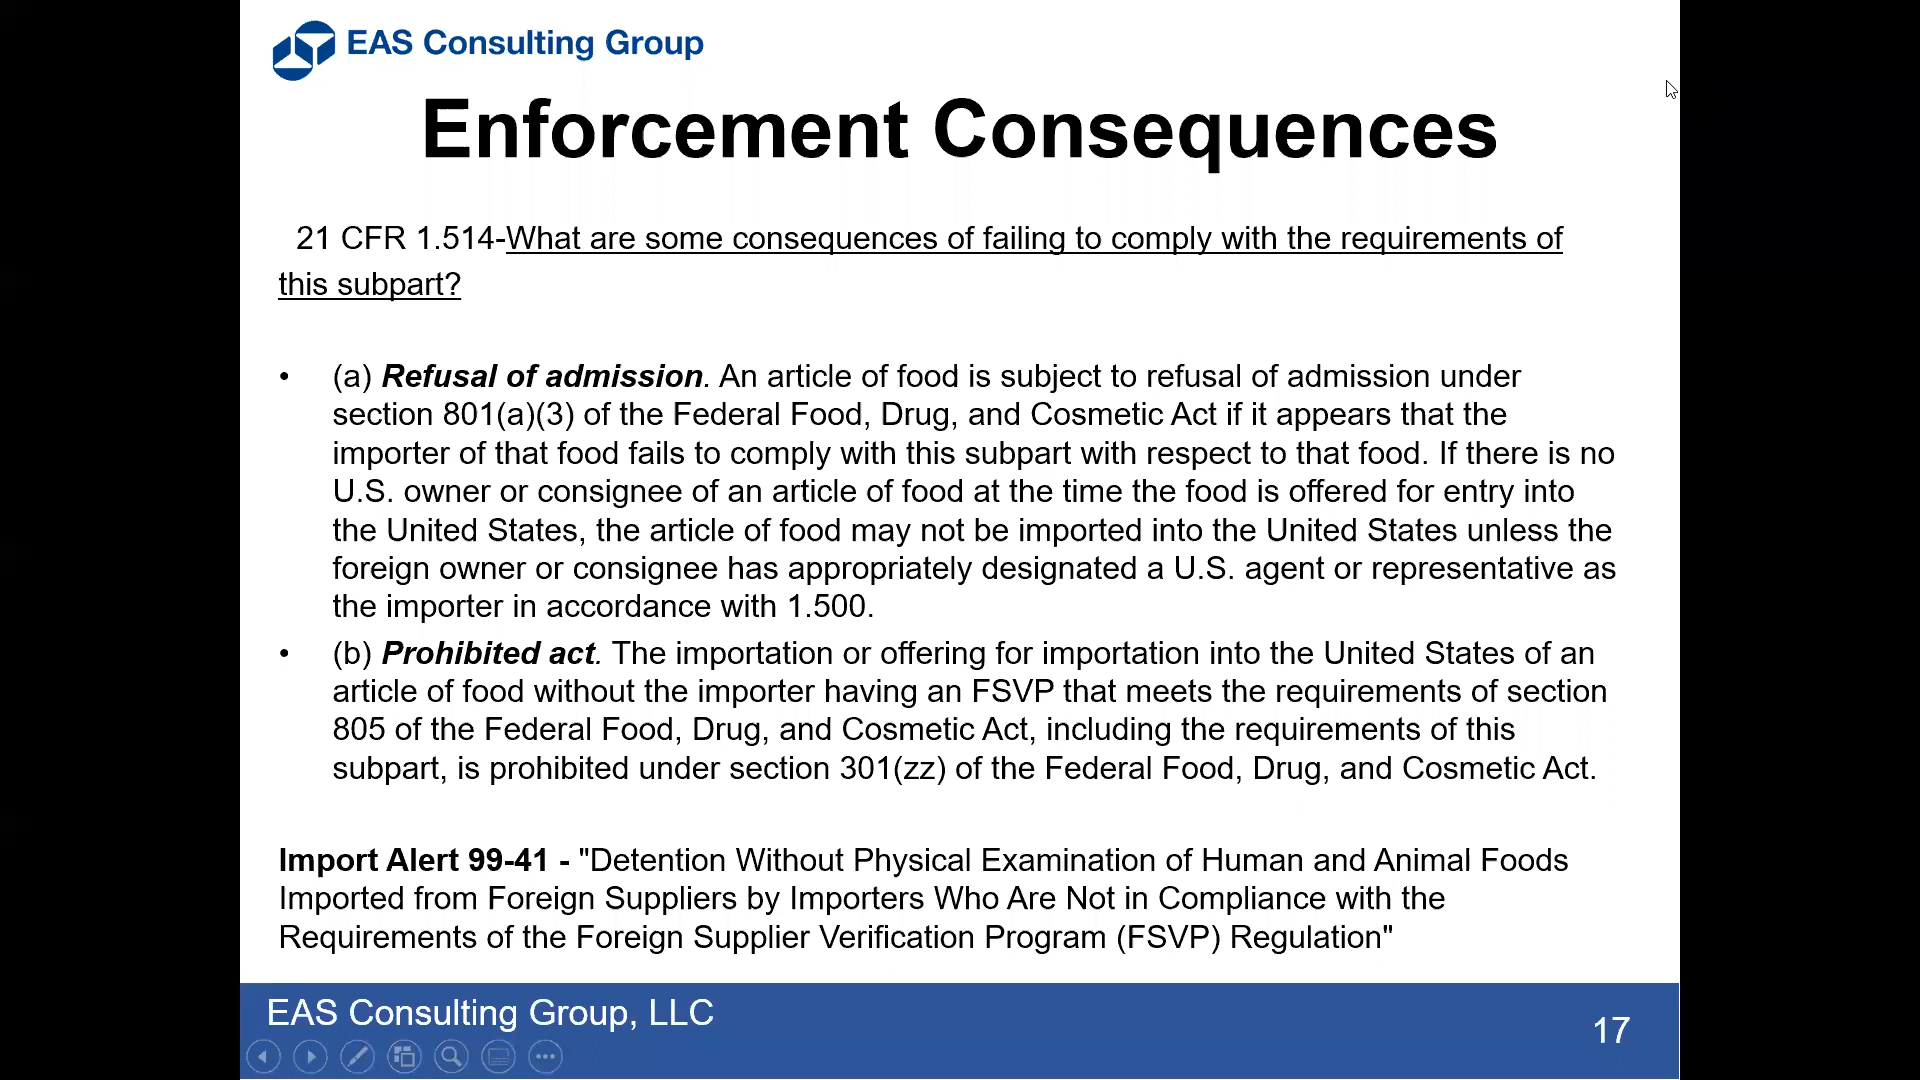 EAS Consulting Group
Enforcement Consequences
21 CFR 1.514-What are some consequences of failing to comply with the requirements of
this subpart?
• (a) Refusal of admission. An article of food is subject to refusal of admission under
section 801(a)(3) of the Federal Food, Drug, and Cosmetic Act if it appears that the
importer of that food fails to comply with this subpart with respect to that food. If there is no
U.S. owner or consignee of an article of food at the time the food is offered for entry into
the United States, the article of food may not be imported into the United States unless the
foreign owner or consignee has appropriately designated a U.S. agent or representative as
the importer in accordance with 1.500.
• (b) Prohibited act. The importation or offering for importation into the United States of an
article of food without the importer having an FSVP that meets the requirements of section
805 of the Federal Food, Drug, and Cosmetic Act, including the requirements of this
subpart, is prohibited under section 301(zz) of the Federal Food, Drug, and Cosmetic Act.
Import Alert 99-41 - "Detention Without Physical Examination of Human and Animal Foods
Imported from Foreign Suppliers by Importers Who Are Not in Compliance with the
Requirements of the Foreign Supplier Verification Program (FSVP) Regulation"
EAS Consulting Group, LLC
17